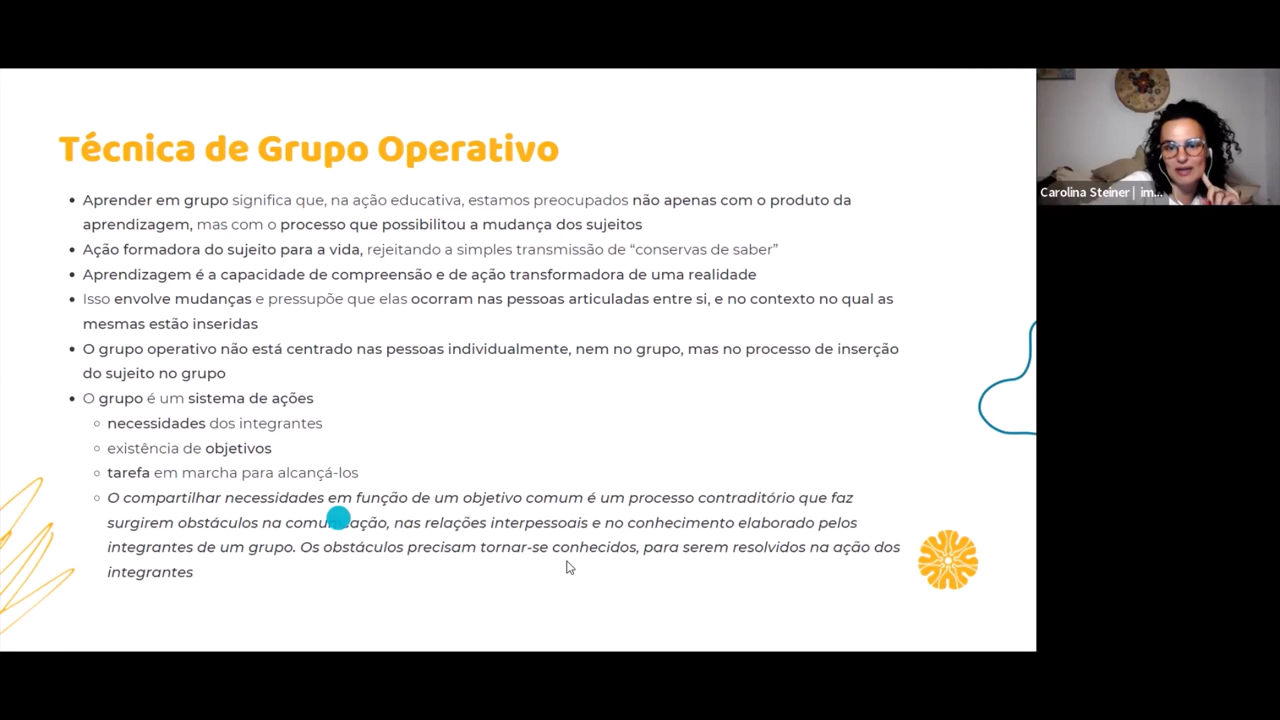 Técnica de Grupo Operativo
Aprender em grupo significa que, na ação educativa, estamos preocupados não apenas com o produto da
aprendizagem, mas com o processo que possibilitou a mudança dos sujeitos
Ação formadora do sujeito para a vida, rejeitando a simples transmissão de “conservas de saber”
Aprendizagem é a capacidade de compreensão e de ação transformadora de uma realidade
Isso envolve mudanças e pressupõe que elas ocorram nas pessoas articuladas entre si, e no contexto no qual as
mesmas estão inseridas
O grupo operativo não está centrado nas pessoas individualmente, nem no grupo, mas no processo de inserção
do sujeito no grupo
O grupo é um sistema de ações
necessidades dos integrantes
existência de objetivos
tarefa em marcha para alcançá-los
O compartilhar necessidades em função de um objetivo comum é um processo contraditório que faz
surgirem obstáculos na comunicação, nas relações interpessoais e no conhecimento elaborado pelos
integrantes de um grupo. Os obstáculos precisam tornar-se conhecidos, para serem resolvidos na ação dos
integrantes
Carolina Steiner| im...